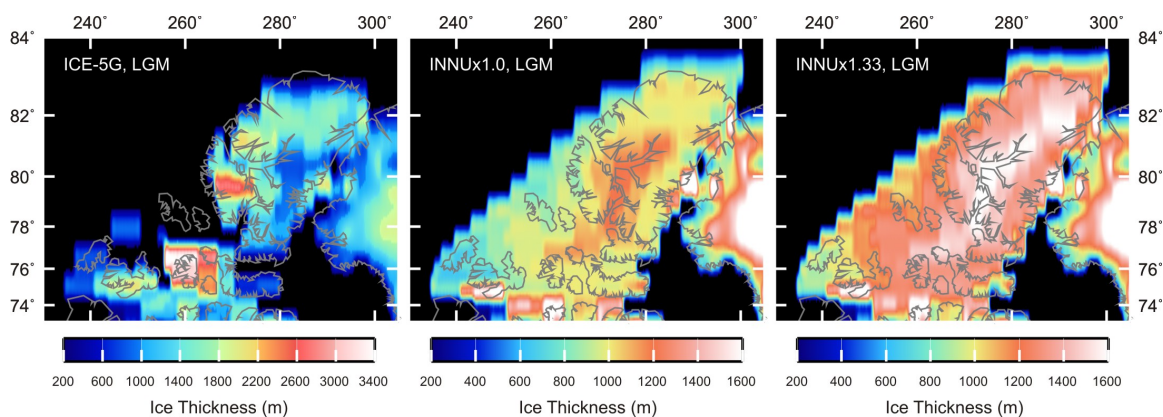 240˚ 260˚ 280˚ 300˚ 240˚ 260˚ 280˚ 300˚ 240˚ 260˚ 280˚ 300˚
84˚ 84˚
ICE-5G, LGM INNUx1.0, LGM INNUx1.33, LGM
82˚ 82˚
80˚ 80˚
78˚ 78˚
76˚ 76˚
74˚ 74˚
200 600 1000 1400 1800 2200 2600 3000 3400 200 400 600 800 1000 1200 1400 1600 200 400 600 800 1000 1200 1400 1600
Ice Thickness (m) Ice Thickness (m) Ice Thickness (m)